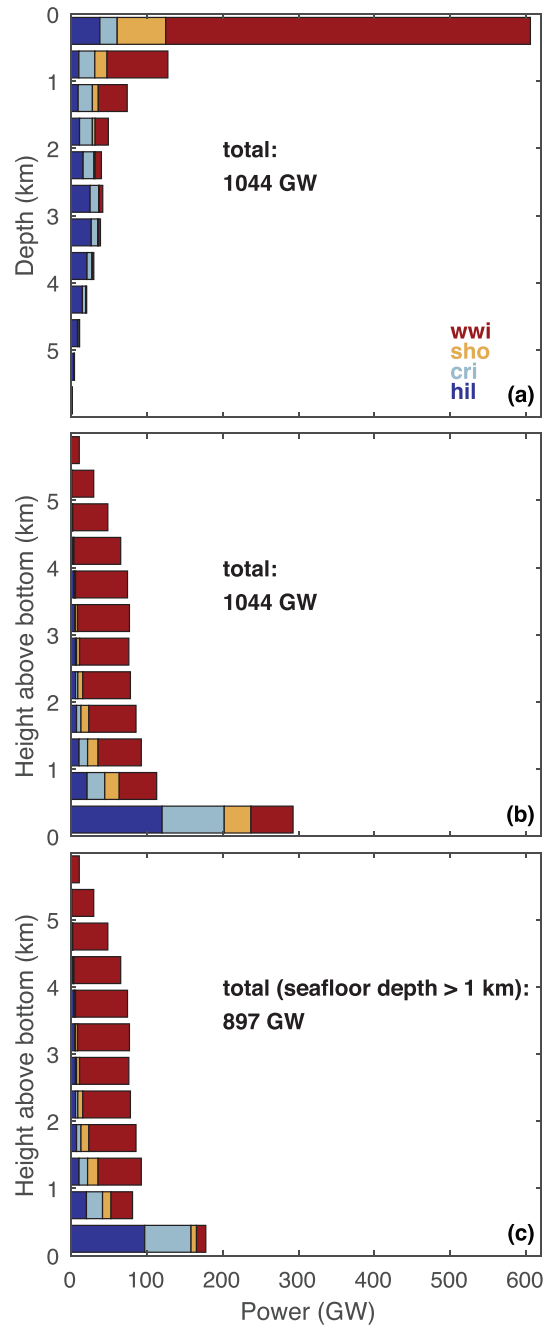 0
1
2
3
4
5
Depth (km)
total:
1044 GW
wwi
sho
cri
hil
(a)
5
4
3
2
1
0
Height above bottom (km)
total:
1044 GW
(b)
5
4
3
2
1
0
Height above bottom (km)
total (seafloor depth > 1 km):
897 GW
(c)
0 100 200 300 400 500 600
Power (GW)